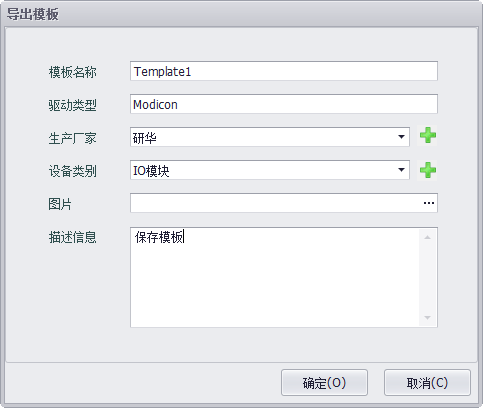 导出模板
模板名称 Template1
驱动类型 Modicon
生产厂家 研华
设备类别 IO模块
图片 ...
描述信息 保存模板
确定(O) 取消(C)